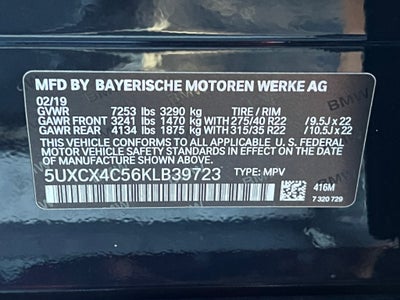 MFD BY BAYERISCHE MOTOREN WERKE AG
02/19
GVWR 7253 lbs 3290 kg TIRE / RIM
GAWR FRONT 3241 lbs 1470 kg WITH 275/40 R22 /9.5J x 22
GAWR REAR 4134 lbs 1875 kg WITH 315/35 R22 /10.5J x 22
THIS VEHICLE CONFORMS TO ALL APPLICABLE
U.S. FEDERAL MOTOR
VEHICLE SAFETY STANDARDS IN EFFECT ON THE
DATE OF MANUFACTURE SHOWN ABOVE.
5UXCX4C56KLB39723 TYPE: MPV
416M
7 320 729
BMW
BMW